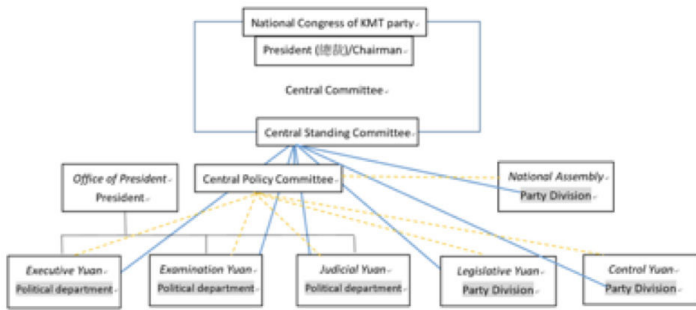 National Congress of KMT party
President (總裁)/Chairman
Central Committee
Central Standing Committee
Office of President
President
Central Policy Committee
National Assembly
Party Division
Executive Yuan
Political department
Examination Yuan
Political department
Judicial Yuan
Political department
Legislative Yuan
Party Division
Control Yuan
Party Division